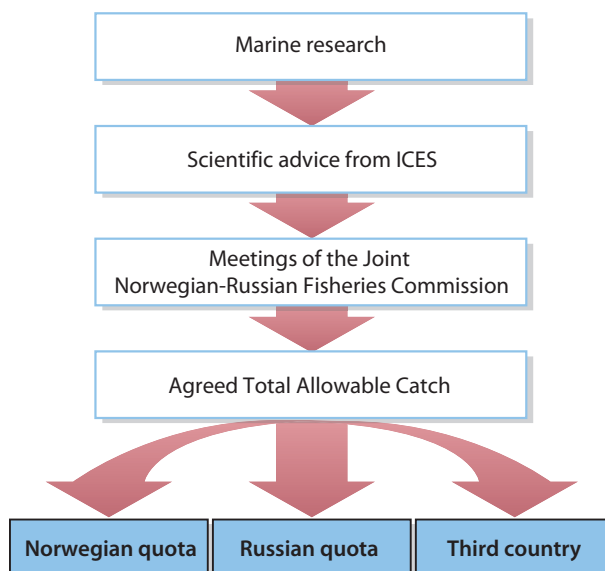 Marine research
Scientific advice from ICES
Meetings of the Joint
Norwegian-Russian Fisheries Commission
Agreed Total Allowable Catch
Norwegian quota
Russian quota
Third country